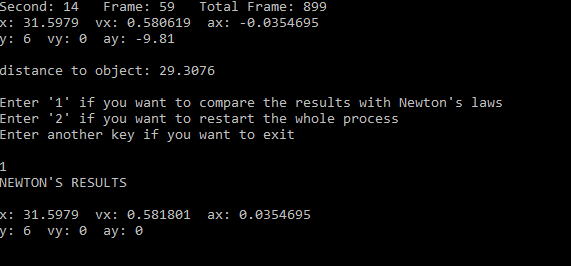 Second: 14   Frame: 59   Total Frame: 899
x: 31.5979  vx: 0.580619  ax: -0.0354695
y: 6  vy: 0  ay: -9.81
distance to object: 29.3076
Enter '1' if you want to compare the results with Newton's laws
Enter '2' if you want to restart the whole process
Enter another key if you want to exit
1
NEWTON'S RESULTS
x: 31.5979  vx: 0.581801  ax: 0.0354695
y: 6  vy: 0  ay: 0